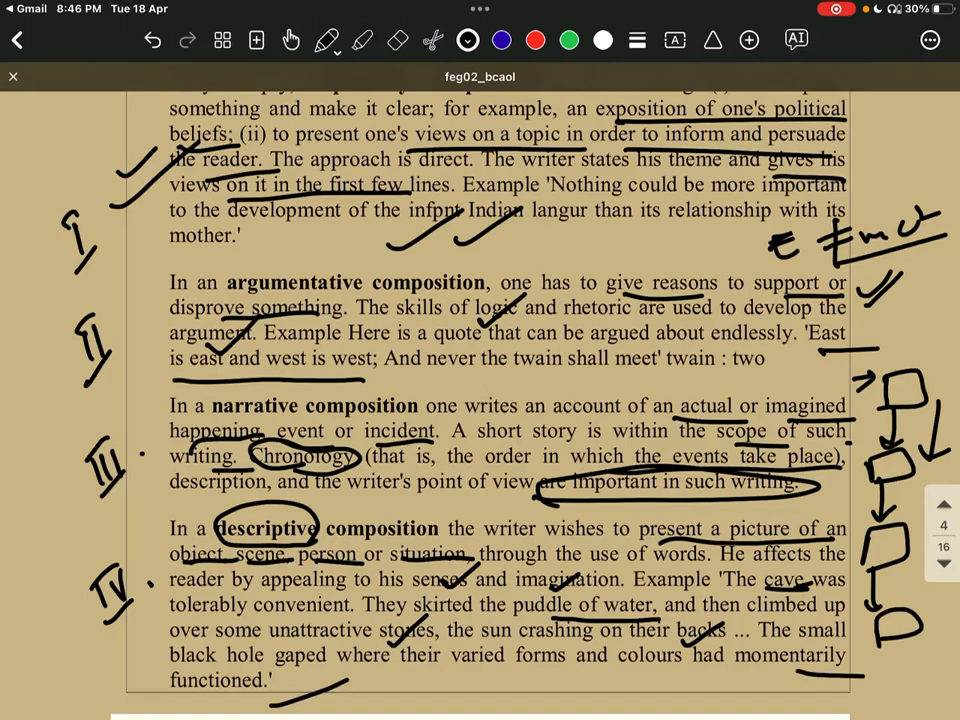 Gmail 8:46 PM Tue 18 Apr 30%
A AI
feg02_bcaol
something and make it clear; for example, an exposition of one's political
beliefs; (ii) to present one's views on a topic in order to inform and persuade
the reader. The approach is direct. The writer states his theme and gives his
views on it in the first few lines. Example 'Nothing could be more important
to the development of the infpnt Indian langur than its relationship with its
mother.'
I
E = mc²
In an argumentative composition, one has to give reasons to support or
disprove something. The skills of logic and rhetoric are used to develop the
argument. Example Here is a quote that can be argued about endlessly. 'East
is east and west is west; And never the twain shall meet' twain : two
II
In a narrative composition one writes an account of an actual or imagined
happening, event or incident. A short story is within the scope of such
writing. Chronology (that is, the order in which the events take place),
description, and the writer's point of view are important in such writing.
III
In a descriptive composition the writer wishes to present a picture of an
object, scene, person or situation, through the use of words. He affects the
reader by appealing to his senses and imagination. Example 'The cave was
tolerably convenient. They skirted the puddle of water, and then climbed up
over some unattractive stones, the sun crashing on their backs ... The small
black hole gaped where their varied forms and colours had momentarily
functioned.'
IV
4
16